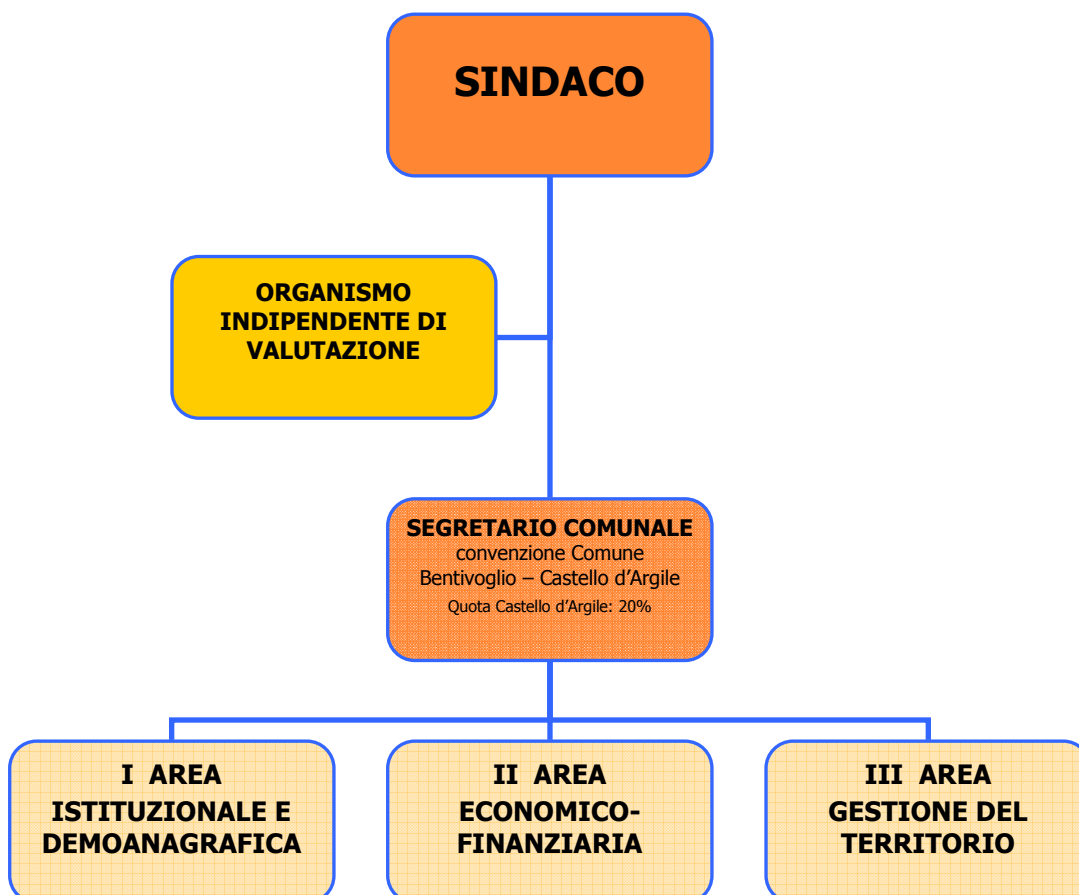 SINDACO
ORGANISMO
INDIPENDENTE DI
VALUTAZIONE
SEGRETARIO COMUNALE
convenzione Comune
Bentivoglio – Castello d'Argile
Quota Castello d'Argile: 20%
I AREA
ISTITUZIONALE E
DEMOANAGRAFICA
II AREA
ECONOMICO-
FINANZIARIA
III AREA
GESTIONE DEL
TERRITORIO